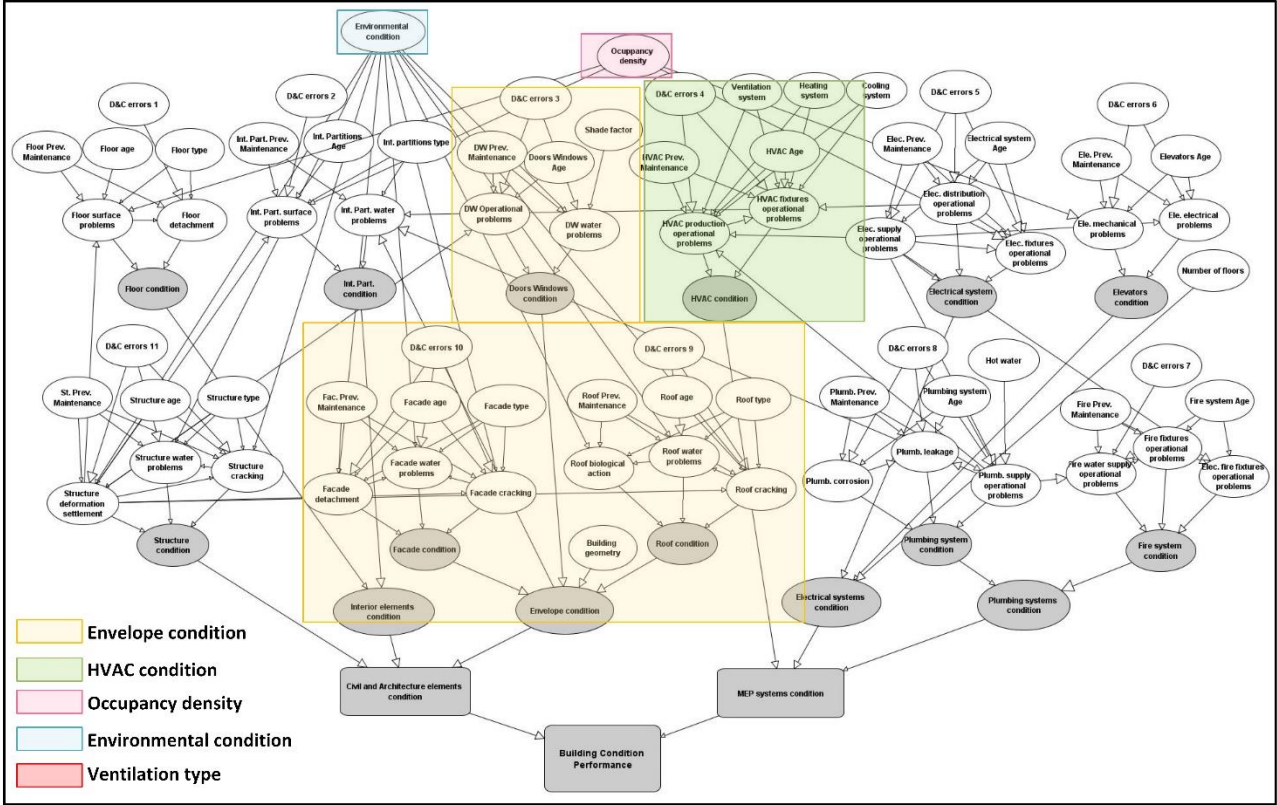 Environmental
condition
Ocuppancy
density
D&C errors 1
D&C errors 2
D&C errors 3
D&C errors 4
Ventilation
system
Heating
system
Cooling
system
D&C errors 5
D&C errors 6
Floor Prev.
Maintenance
Floor age
Floor type
Int. Part. Prev.
Maintenance
Int. Partitions
Age
Int. partitions type
DW Prev.
Maintenance
Doors Windows
Age
Shade factor
HVAC Prev.
Maintenance
HVAC Age
Elec. Prev.
Maintenance
Electrical system
Age
Ele. Prev.
Maintenance
Elevators Age
Floor surface
problems
Floor
detachment
Int. Part. surface
problems
Int. Part. water
problems
DW Operational
problems
DW water
problems
HVAC production
operational
problems
HVAC fixtures
operational
problems
Elec. distribution
operational
problems
Elec. supply
operational
problems
Elec. fixtures
operational
problems
Ele. mechanical
problems
Ele. electrical
problems
Number of floors
Floor condition
Int. Part.
condition
Doors Windows
condition
HVAC condition
Electrical system
condition
Elevators
condition
D&C errors 11
D&C errors 10
D&C errors 9
D&C errors 8
Hot water
D&C errors 7
St. Prev.
Maintenance
Structure age
Structure type
Fac. Prev.
Maintenance
Facade age
Facade type
Roof Prev.
Maintenance
Roof age
Roof type
Plumb. Prev.
Maintenance
Plumbing system
Age
Fire Prev.
Maintenance
Fire system Age
Structure water
problems
Structure
cracking
Structure
deformation
settlement
Facade water
problems
Facade
detachment
Facade cracking
Roof biological
action
Roof water
problems
Roof cracking
Plumb. corrosion
Plumb. leakage
Plumb. supply
operational
problems
Fire water supply
operational
problems
Fire fixtures
operational
problems
Elec. fire fixtures
operational
problems
Structure
condition
Facade condition
Building
geometry
Roof condition
Plumbing system
condition
Fire system
condition
Interior elements
condition
Envelope condition
Electrical systems
condition
Plumbing systems
condition
Civil and Architecture elements
condition
MEP systems condition
Building Condition
Performance
Envelope condition
HVAC condition
Occupancy density
Environmental condition
Ventilation type